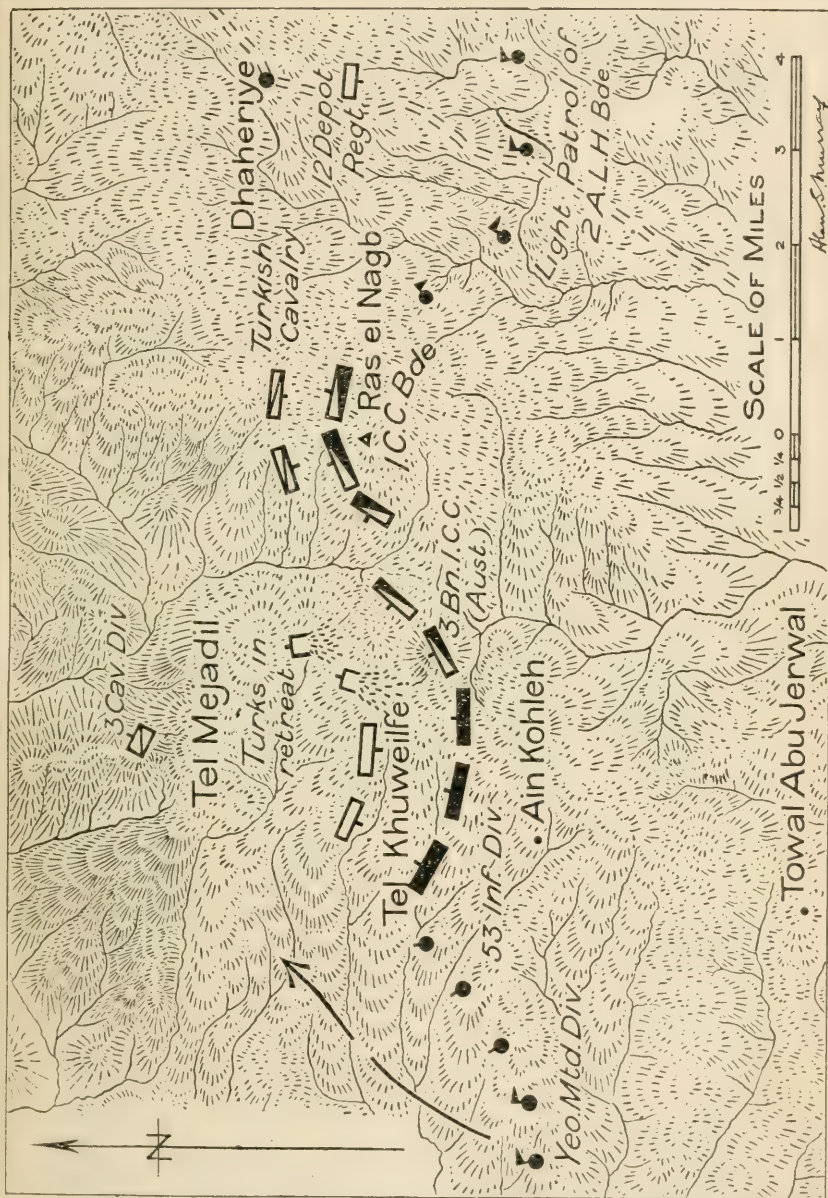 N
3 Cav Div
Tel Mejadil
Turks in
retreat
Turkish
Cavalry
Dhaheriye
12 Depot
Regt.
Ras el Nagb
I C.C. Bde
Tel Khuweilfe
3 Bn. I.C.C.
(Aust.)
53 Inf Div
Ain Kohleh
Yeo. Mtd Div.
Light Patrol of
2 A.L.H Bde
Towal Abu Jerwal
SCALE OF MILES
1 3/4 1/2 1/4 0 1 2 3 4
Alan S. Murray